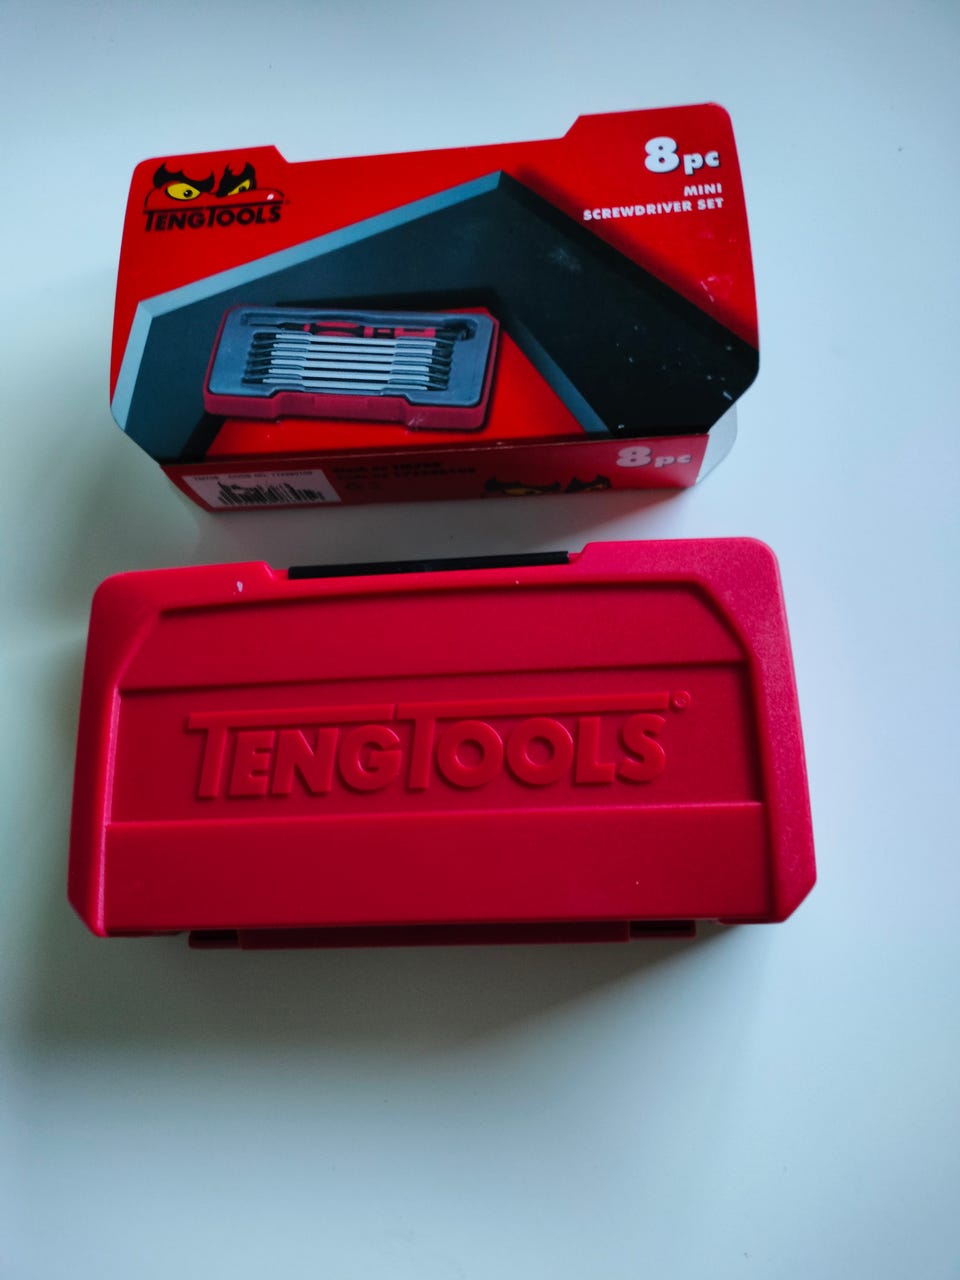 TENGTOOLS
8pc
MINI
SCREWDRIVER SET
8pc
TENGTOOLS®